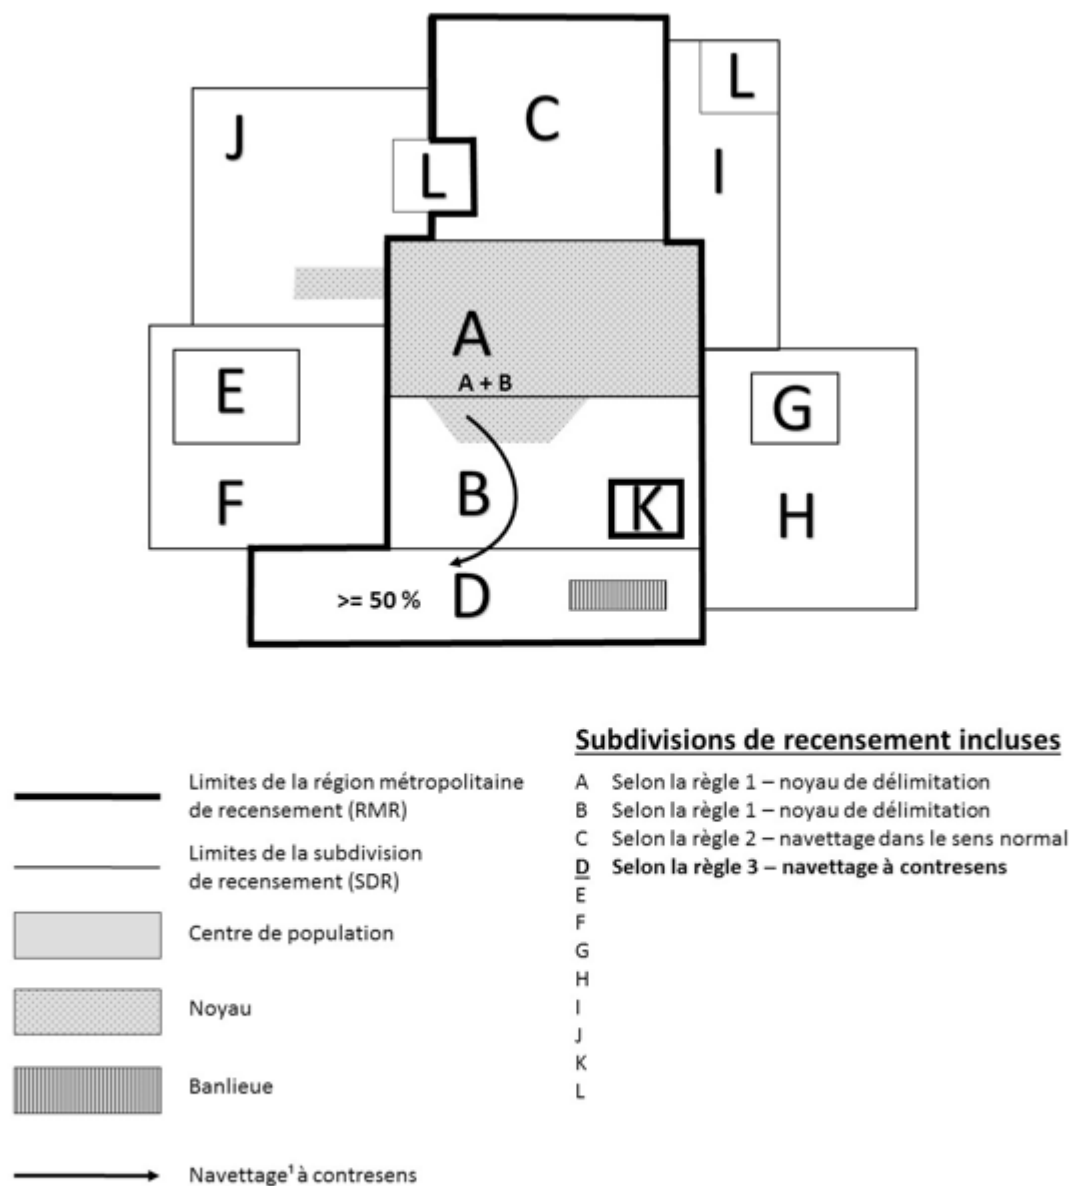 L
C
J
L
I
A
A + B
E
G
B
K
F
H
>= 50 %
D
Limites de la région métropolitaine
de recensement (RMR)
Limites de la subdivision
de recensement (SDR)
Centre de population
Noyau
Banlieue
Navettage¹ à contresens
Subdivisions de recensement incluses
A Selon la règle 1 – noyau de délimitation
B Selon la règle 1 – noyau de délimitation
C Selon la règle 2 – navettage dans le sens normal
D Selon la règle 3 – navettage à contresens
E
F
G
H
I
J
K
L